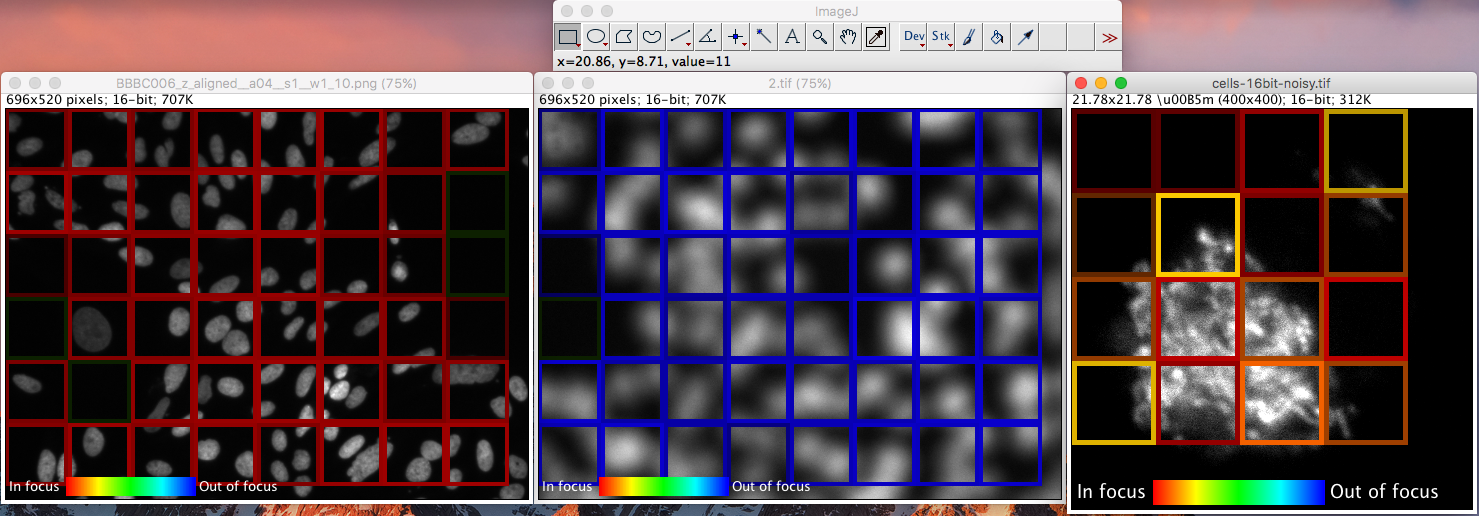 ImageJ
A Dev Stk >>
x=20.86, y=8.71, value=11
BBBC006_z_aligned__a04__s1__w1_10.png (75%)
696x520 pixels; 16-bit; 707K
In focus Out of focus
2.tif (75%)
696x520 pixels; 16-bit; 707K
In focus Out of focus
cells-16bit-noisy.tif
21.78x21.78 \u00B5m (400x400); 16-bit; 312K
In focus Out of focus